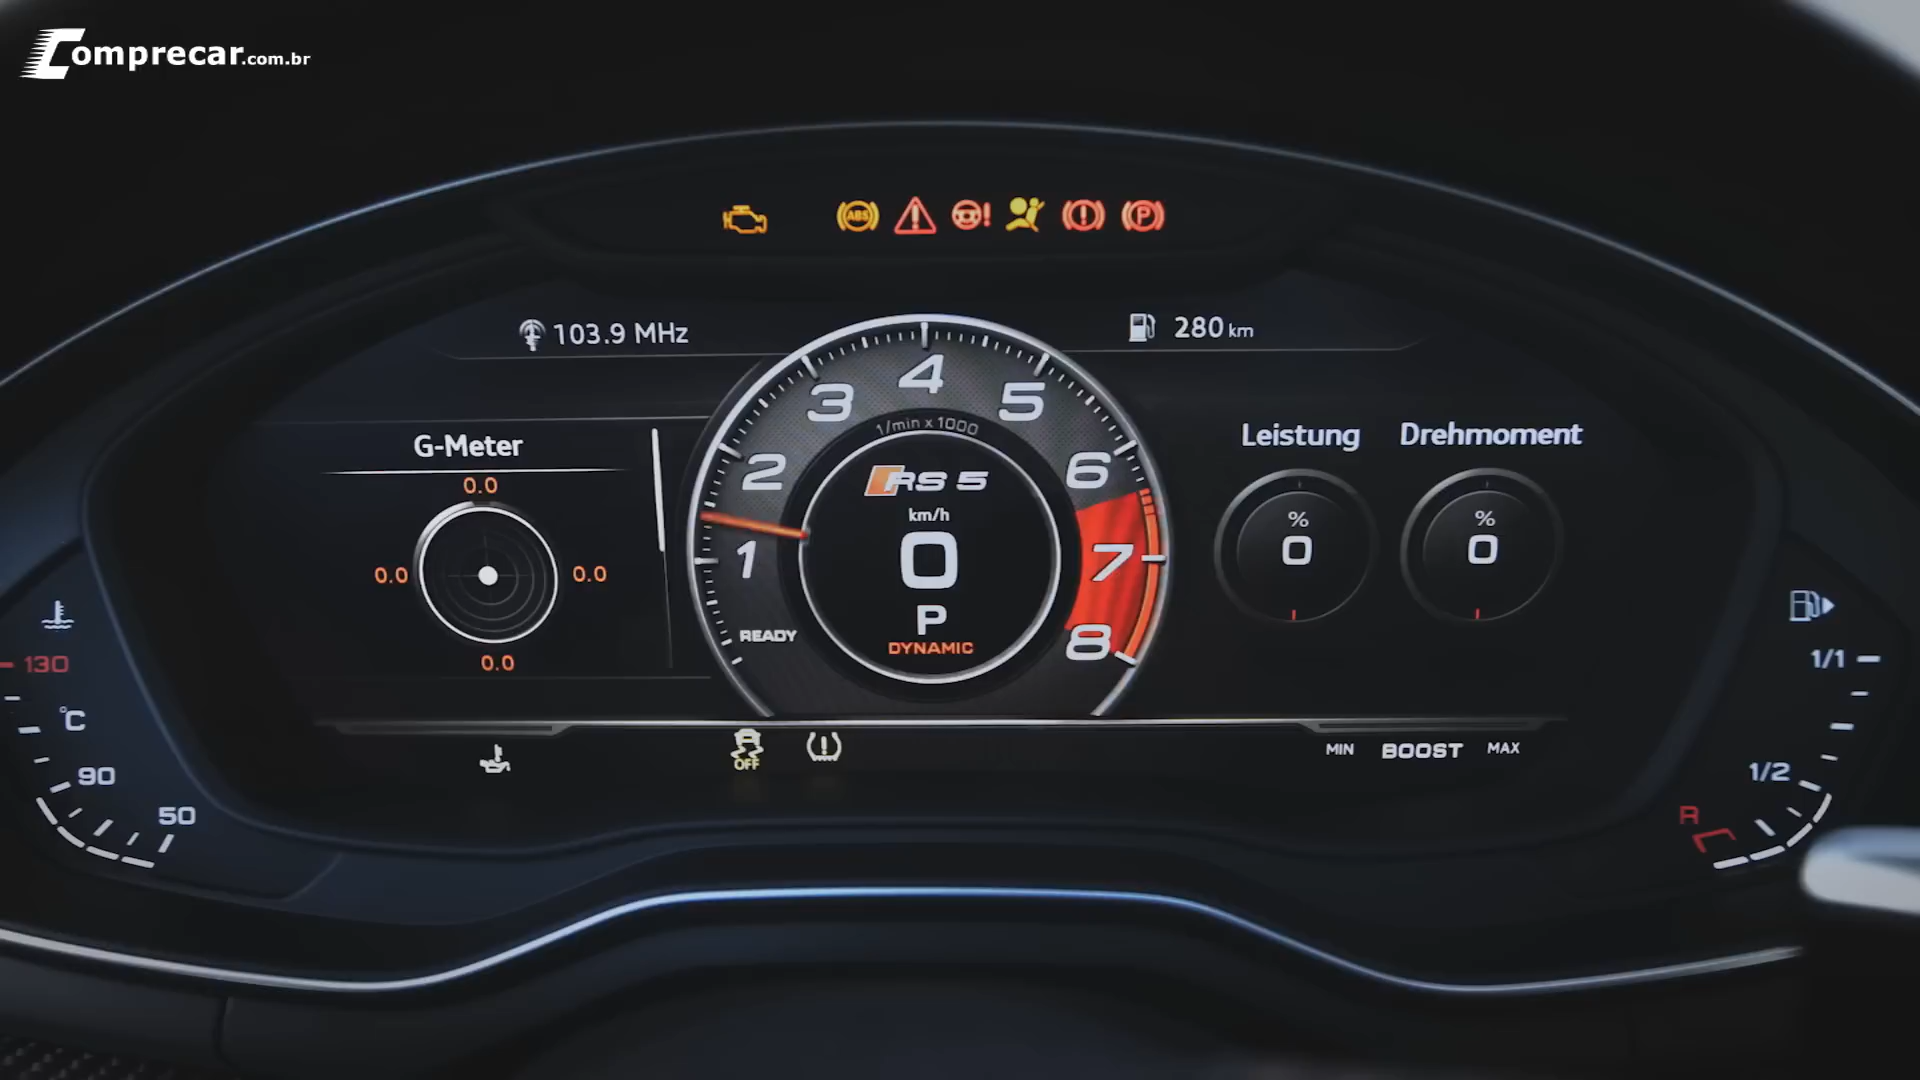 Comprecar.com.br
ABS
P
103.9 MHz
280 km
G-Meter
0.0
0.0
0.0
0.0
1
2
3
4
5
6
7
8
1/min x 1000
RS 5
km/h
0
P
DYNAMIC
READY
Leistung
% 0
Drehmoment
% 0
130
°C
90
50
OFF
MIN BOOST MAX
1/1
1/2
R